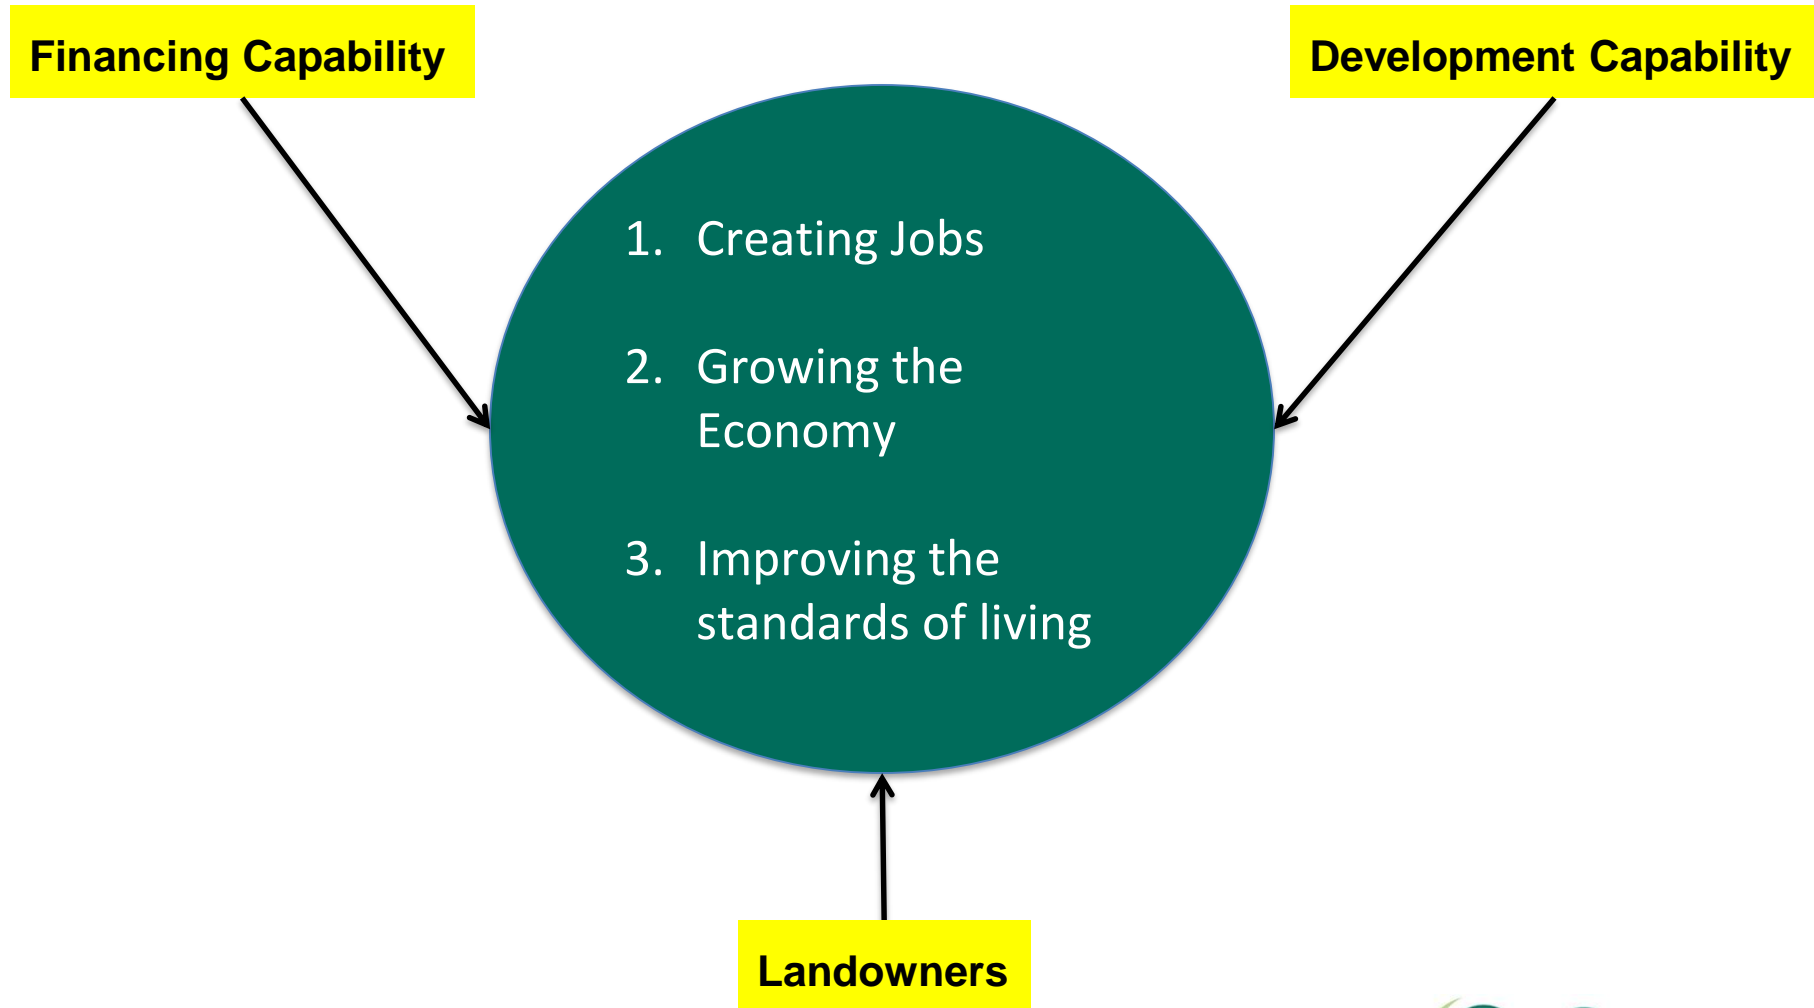 Financing Capability
Development Capability
1. Creating Jobs
2. Growing the
Economy
3. Improving the
standards of living
Landowners